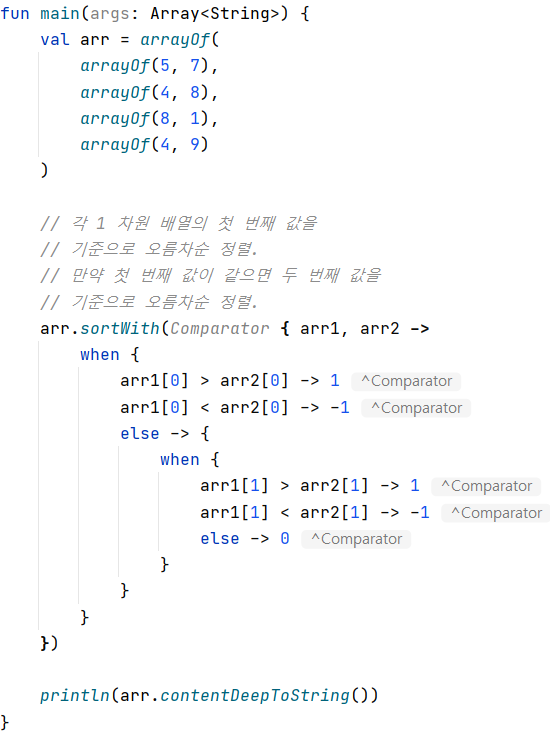 fun main(args: Array<String>) {
    val arr = arrayOf(
        arrayOf(5, 7),
        arrayOf(4, 8),
        arrayOf(8, 1),
        arrayOf(4, 9)
    )

    // 각 1 차원 배열의 첫 번째 값을
    // 기준으로 오름차순 정렬.
    // 만약 첫 번째 값이 같으면 두 번째 값을
    // 기준으로 오름차순 정렬.
    arr.sortWith(Comparator { arr1, arr2 ->
        when {
            arr1[0] > arr2[0] -> 1 ^Comparator
            arr1[0] < arr2[0] -> -1 ^Comparator
            else -> {
                when {
                    arr1[1] > arr2[1] -> 1 ^Comparator
                    arr1[1] < arr2[1] -> -1 ^Comparator
                    else -> 0 ^Comparator
                }
            }
        }
    })

    println(arr.contentDeepToString())
}